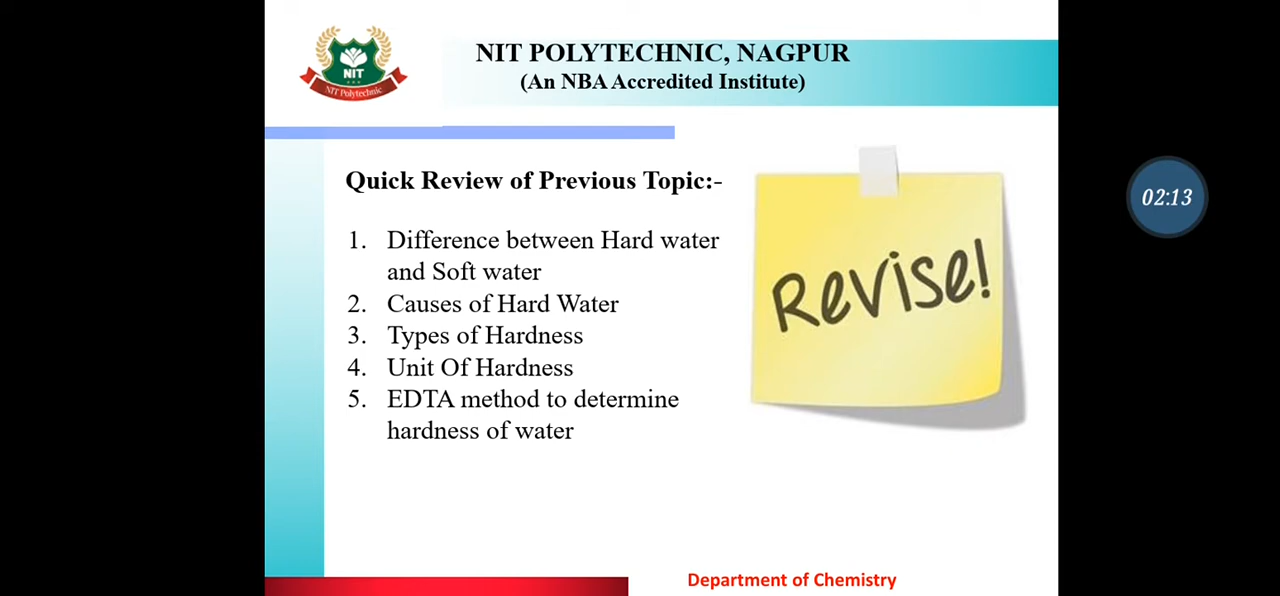 NIT POLYTECHNIC, NAGPUR
(An NBA Accredited Institute)
NIT
NIT Polytechnic
Quick Review of Previous Topic:-
1. Difference between Hard water
and Soft water
2. Causes of Hard Water
3. Types of Hardness
4. Unit Of Hardness
5. EDTA method to determine
hardness of water
Revise!
02:13
Department of Chemistry